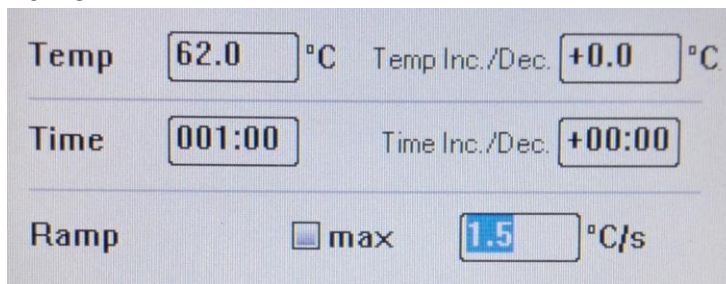 Temp 62.0 °C Temp Inc./Dec. +0.0 °C
Time 001:00 Time Inc./Dec. +00:00
Ramp max 1.5 °C/s